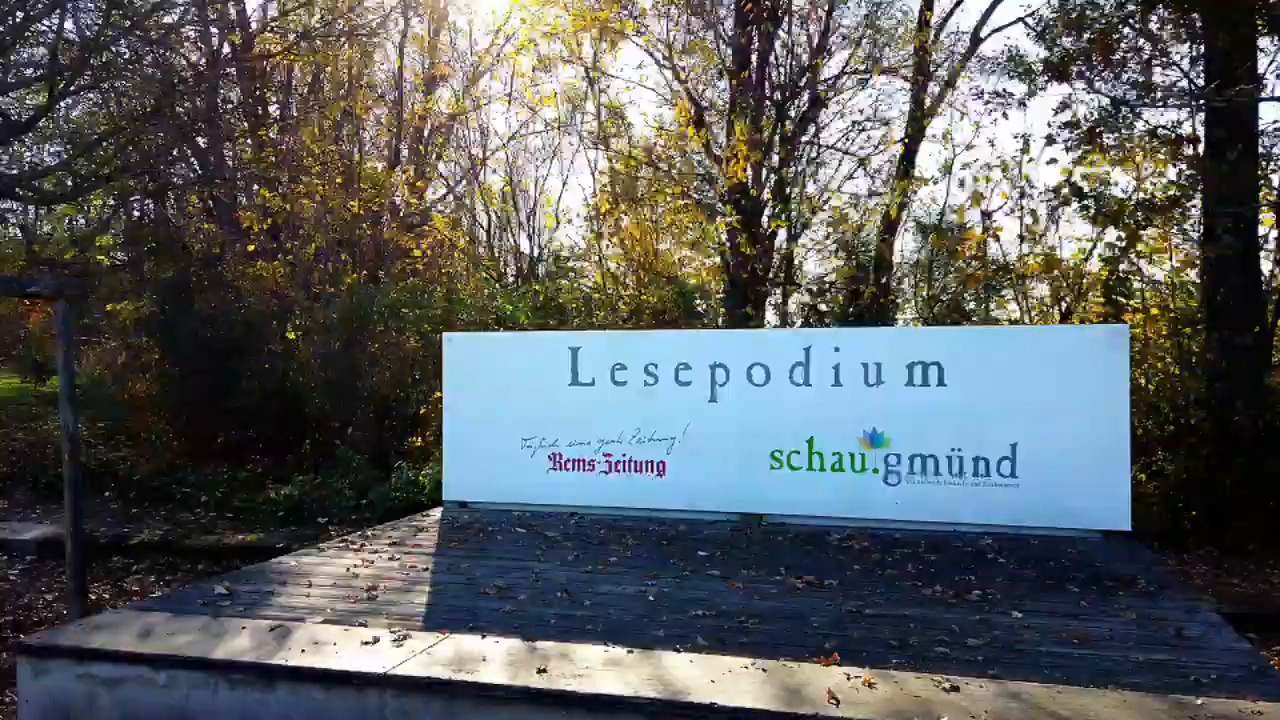 Lesepodium
Täglich eine gute Zeitung!
Rems-Zeitung
schau.gmünd